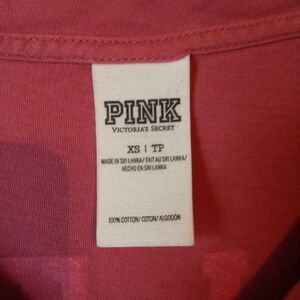 PINK
VICTORIA'S SECRET
XS | TP
MADE IN SRI LANKA/ FAIT AU SRI LANKA/
HECHO EN SRI LANKA
100% COTTON/ COTON/ ALGODÓN